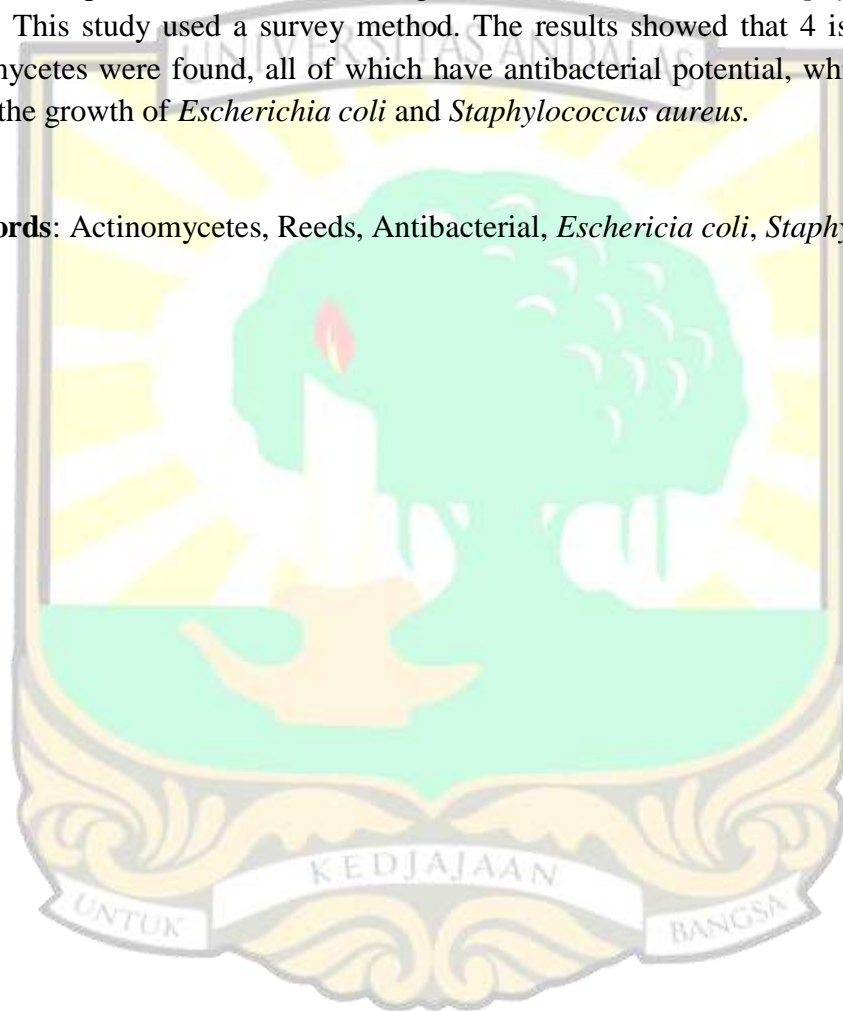 This study used a survey method. The results showed that 4 is
mycetes were found, all of which have antibacterial potential, whi
the growth of Escherichia coli and Staphylococcus aureus.
ords: Actinomycetes, Reeds, Antibacterial, Eschericia coli, Staphy
UNIVERSITAS ANDALAS
KEDJAJAAN
UNTUK BANGSA